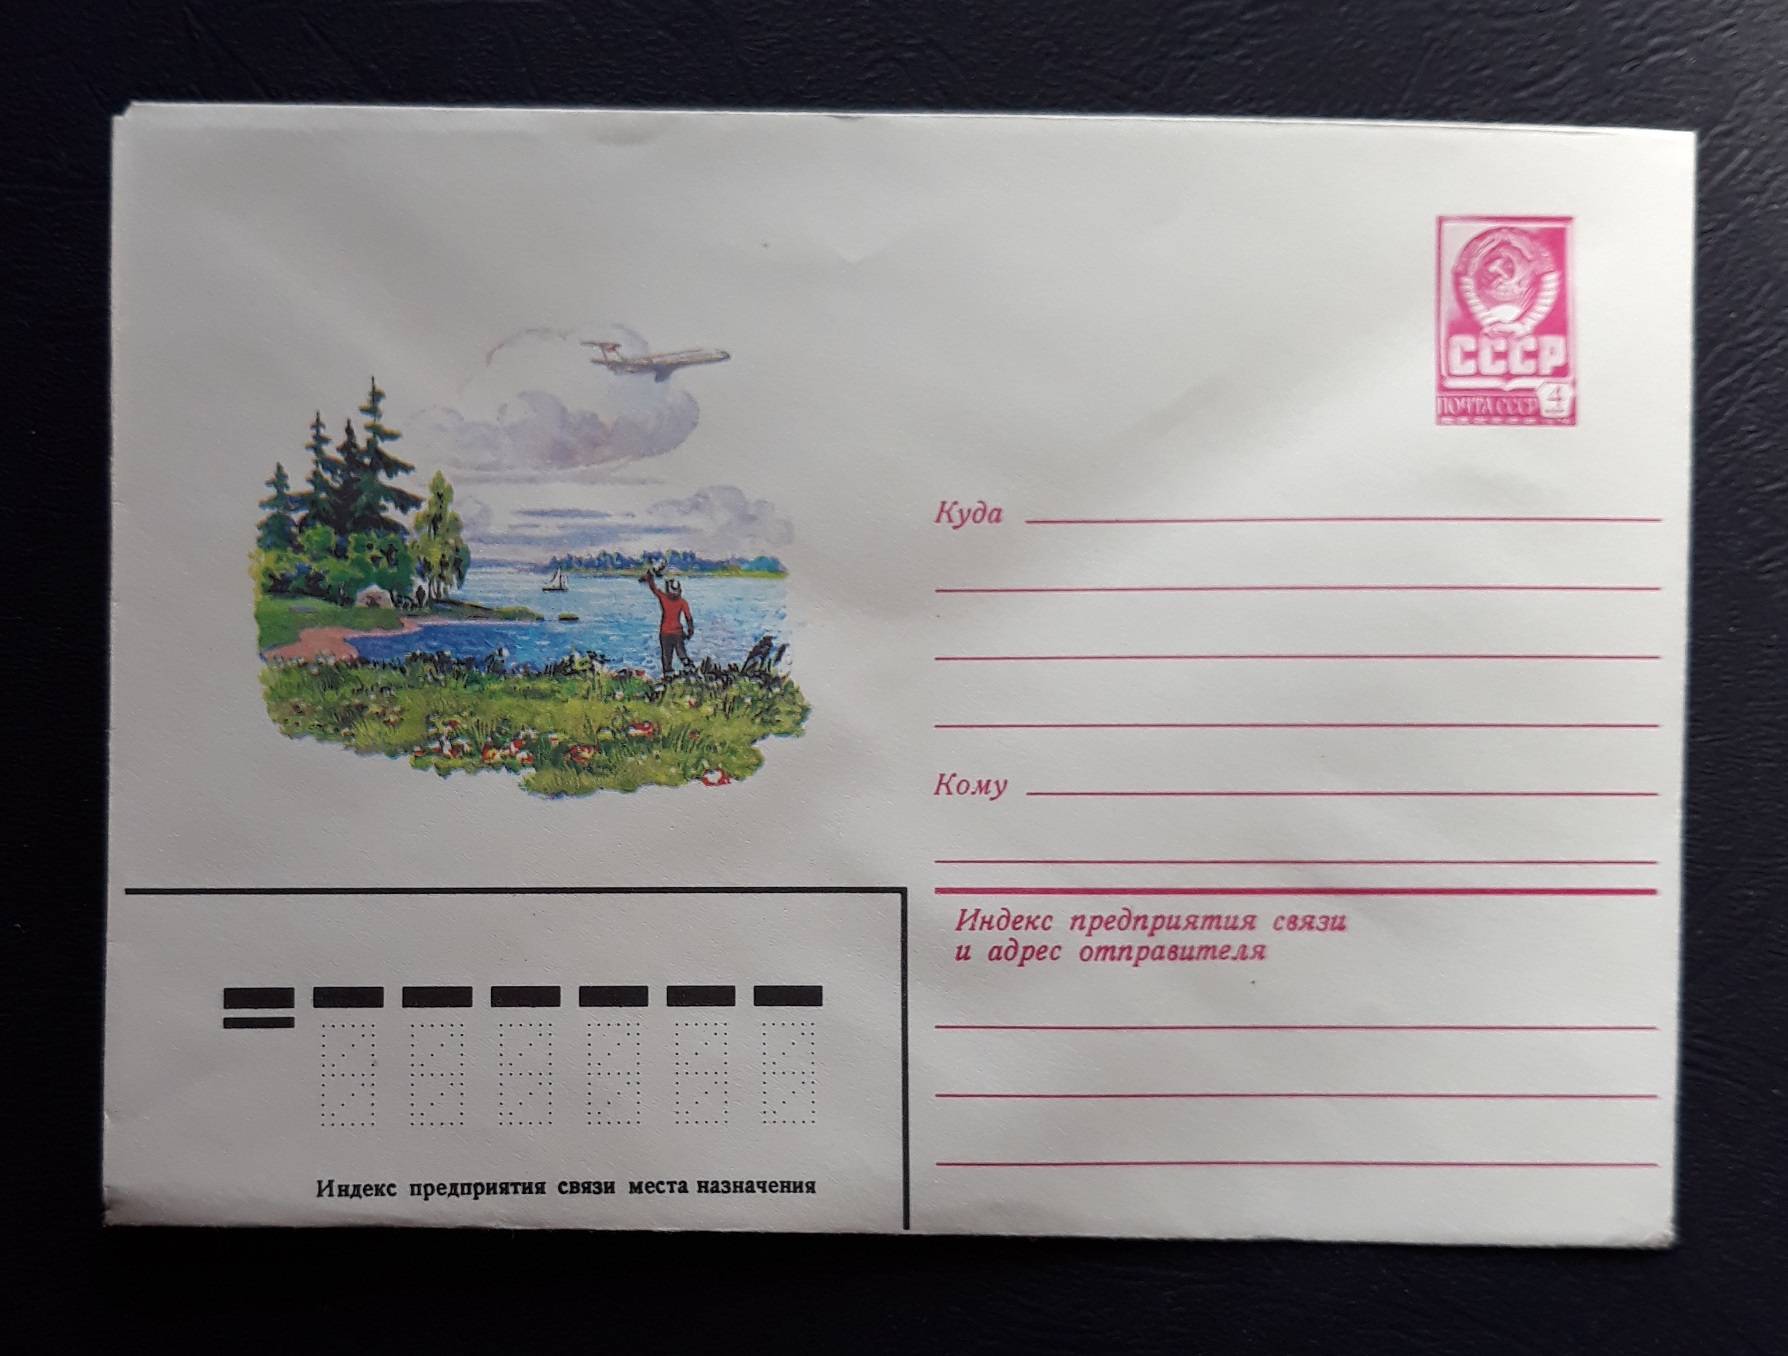 СССР
ПОЧТА СССР 4
Куда
Кому
Индекс предприятия связи
и адрес отправителя
Индекс предприятия связи места назначения